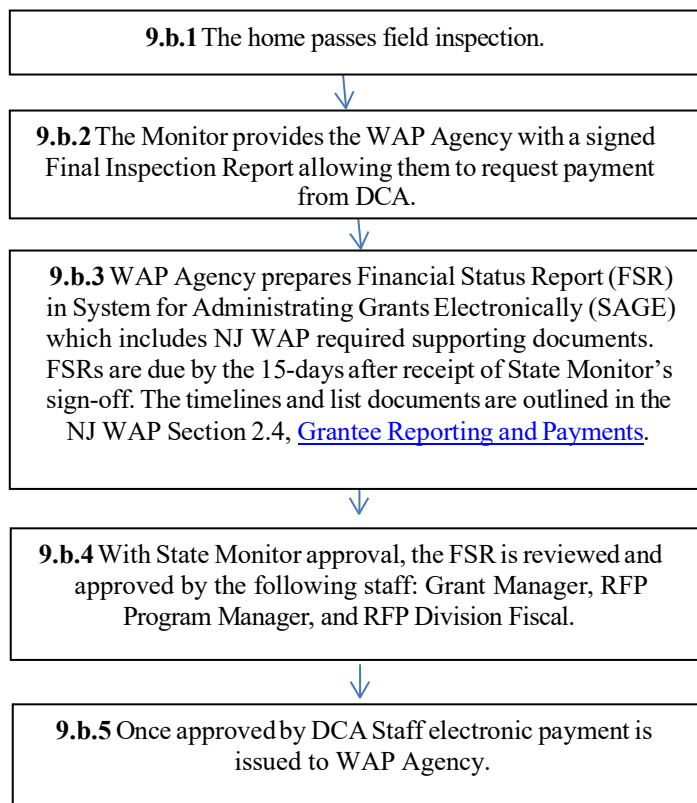 9.b.1 The home passes field inspection.
9.b.2 The Monitor provides the WAP Agency with a signed
Final Inspection Report allowing them to request payment
from DCA.
9.b.3 WAP Agency prepares Financial Status Report (FSR)
in System for Administrating Grants Electronically (SAGE)
which includes NJ WAP required supporting documents.
FSRs are due by the 15-days after receipt of State Monitor’s
sign-off. The timelines and list documents are outlined in the
NJ WAP Section 2.4, Grantee Reporting and Payments.
9.b.4 With State Monitor approval, the FSR is reviewed and
approved by the following staff: Grant Manager, RFP
Program Manager, and RFP Division Fiscal.
9.b.5 Once approved by DCA Staff electronic payment is
issued to WAP Agency.